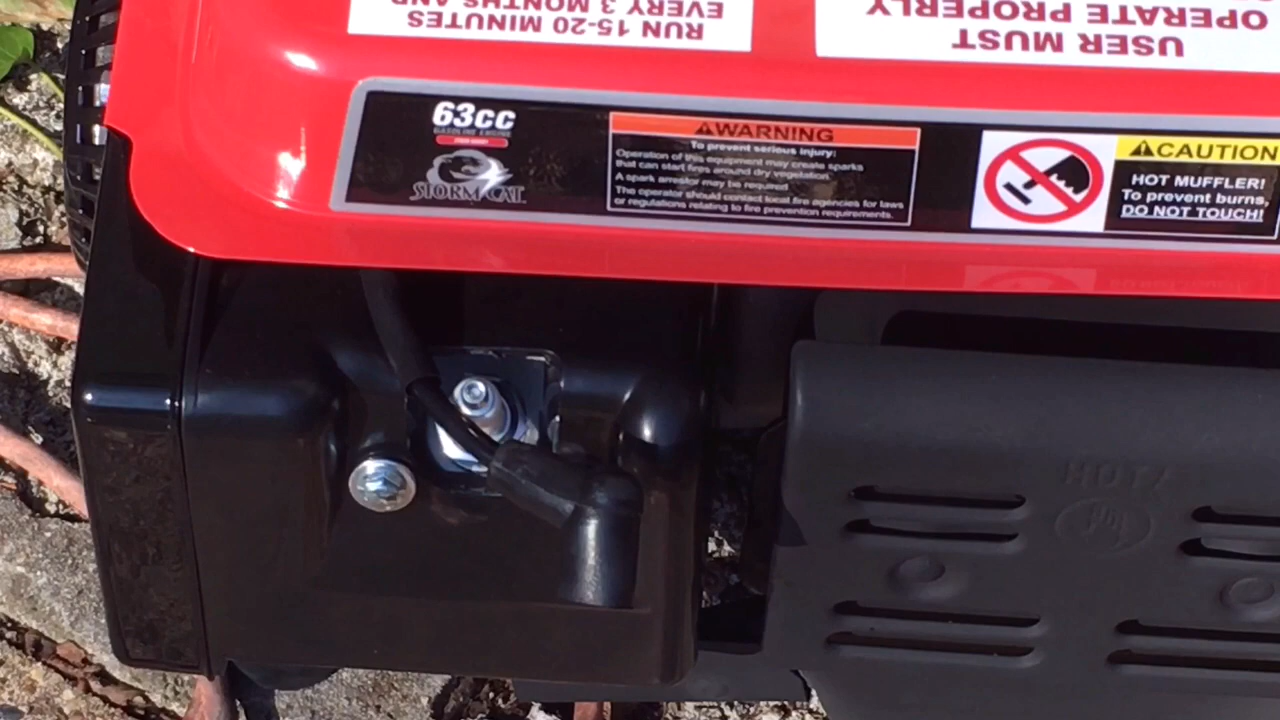 RUN 15-20 MINUTES
EVERY 3 MONTHS AND
USER MUST
OPERATE PROPERLY
63cc
GASOLINE ENGINE
STORM CAT
WARNING
To prevent serious injury:
Operation of this equipment may create sparks
that can start fires around dry vegetation.
A spark arrestor may be required.
The operator should contact local fire agencies for laws
or regulations relating to fire prevention requirements.
CAUTION
HOT MUFFLER!
To prevent burns,
DO NOT TOUCH!
HOT!